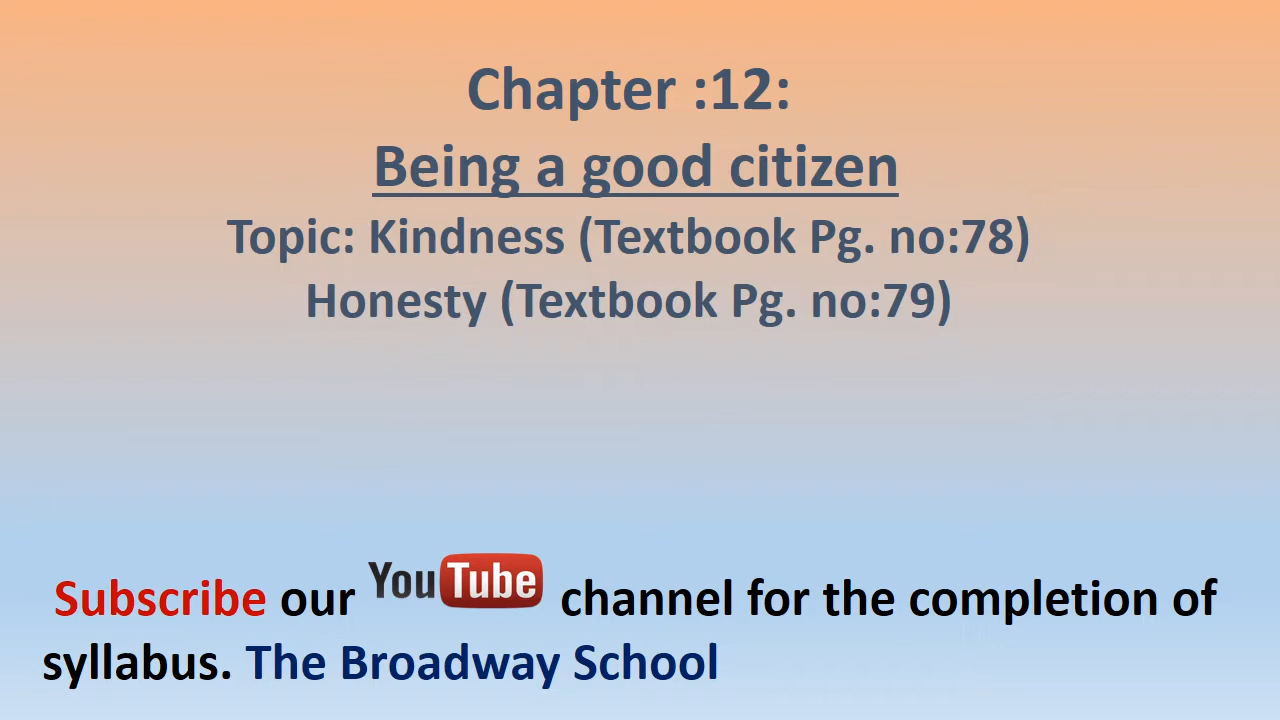 Chapter :12:
Being a good citizen
Topic: Kindness (Textbook Pg. no:78)
Honesty (Textbook Pg. no:79)
Subscribe our YouTube channel for the completion of
syllabus. The Broadway School